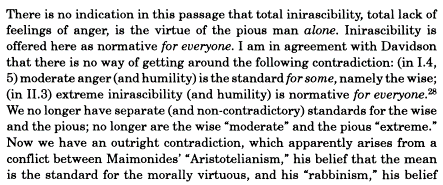 There is no indication in this passage that total inirascibility, total lack of
feelings of anger, is the virtue of the pious man alone. Inirascibility is
offered here as normative for everyone. I am in agreement with Davidson
that there is no way of getting around the following contradiction: (in I.4,
5) moderate anger (and humility) is the standard for some, namely the wise;
(in II.3) extreme inirascibility (and humility) is normative for everyone.28
We no longer have separate (and non-contradictory) standards for the wise
and the pious; no longer are the wise "moderate" and the pious "extreme."
Now we have an outright contradiction, which apparently arises from a
conflict between Maimonides' "Aristotelianism," his belief that the mean
is the standard for the morally virtuous, and his "rabbinism," his belief